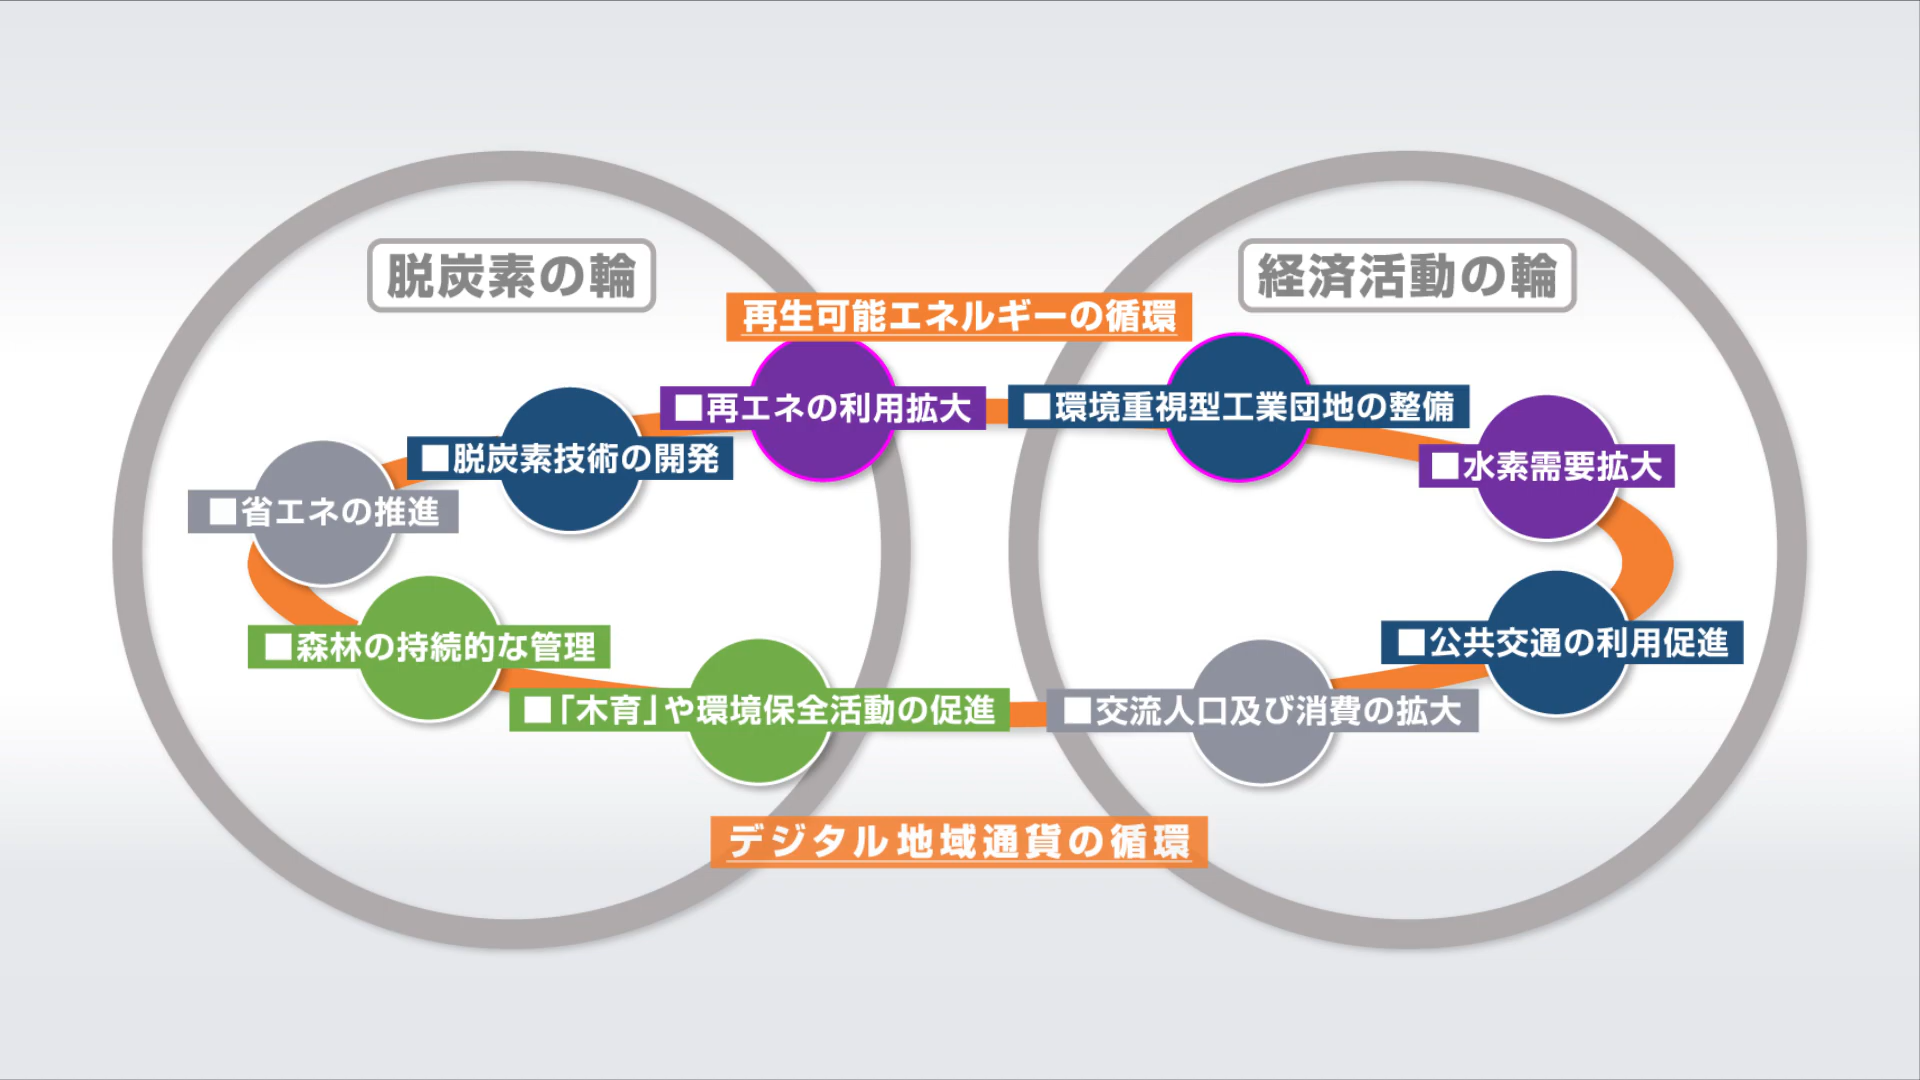 脱炭素の輪
経済活動の輪
再生可能エネルギーの循環
■再エネの利用拡大
■環境重視型工業団地の整備
■脱炭素技術の開発
■水素需要拡大
■省エネの推進
■森林の持続的な管理
■公共交通の利用促進
■「木育」や環境保全活動の促進
■交流人口及び消費の拡大
デジタル地域通貨の循環